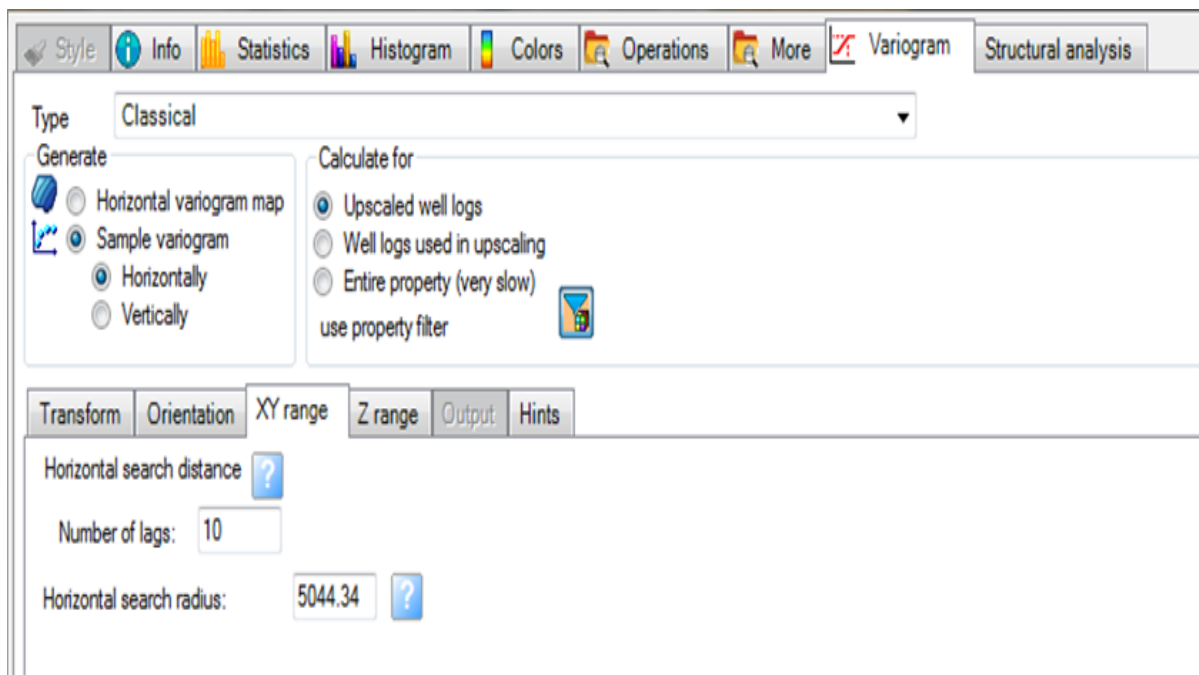 Style Info Statistics Histogram Colors Operations More Variogram Structural analysis
Type Classical
Generate
Horizontal variogram map
Sample variogram
Horizontally
Vertically
Calculate for
Upscaled well logs
Well logs used in upscaling
Entire property (very slow)
use property filter
Transform Orientation XY range Z range Output Hints
Horizontal search distance ?
Number of lags: 10
Horizontal search radius: 5044.34 ?